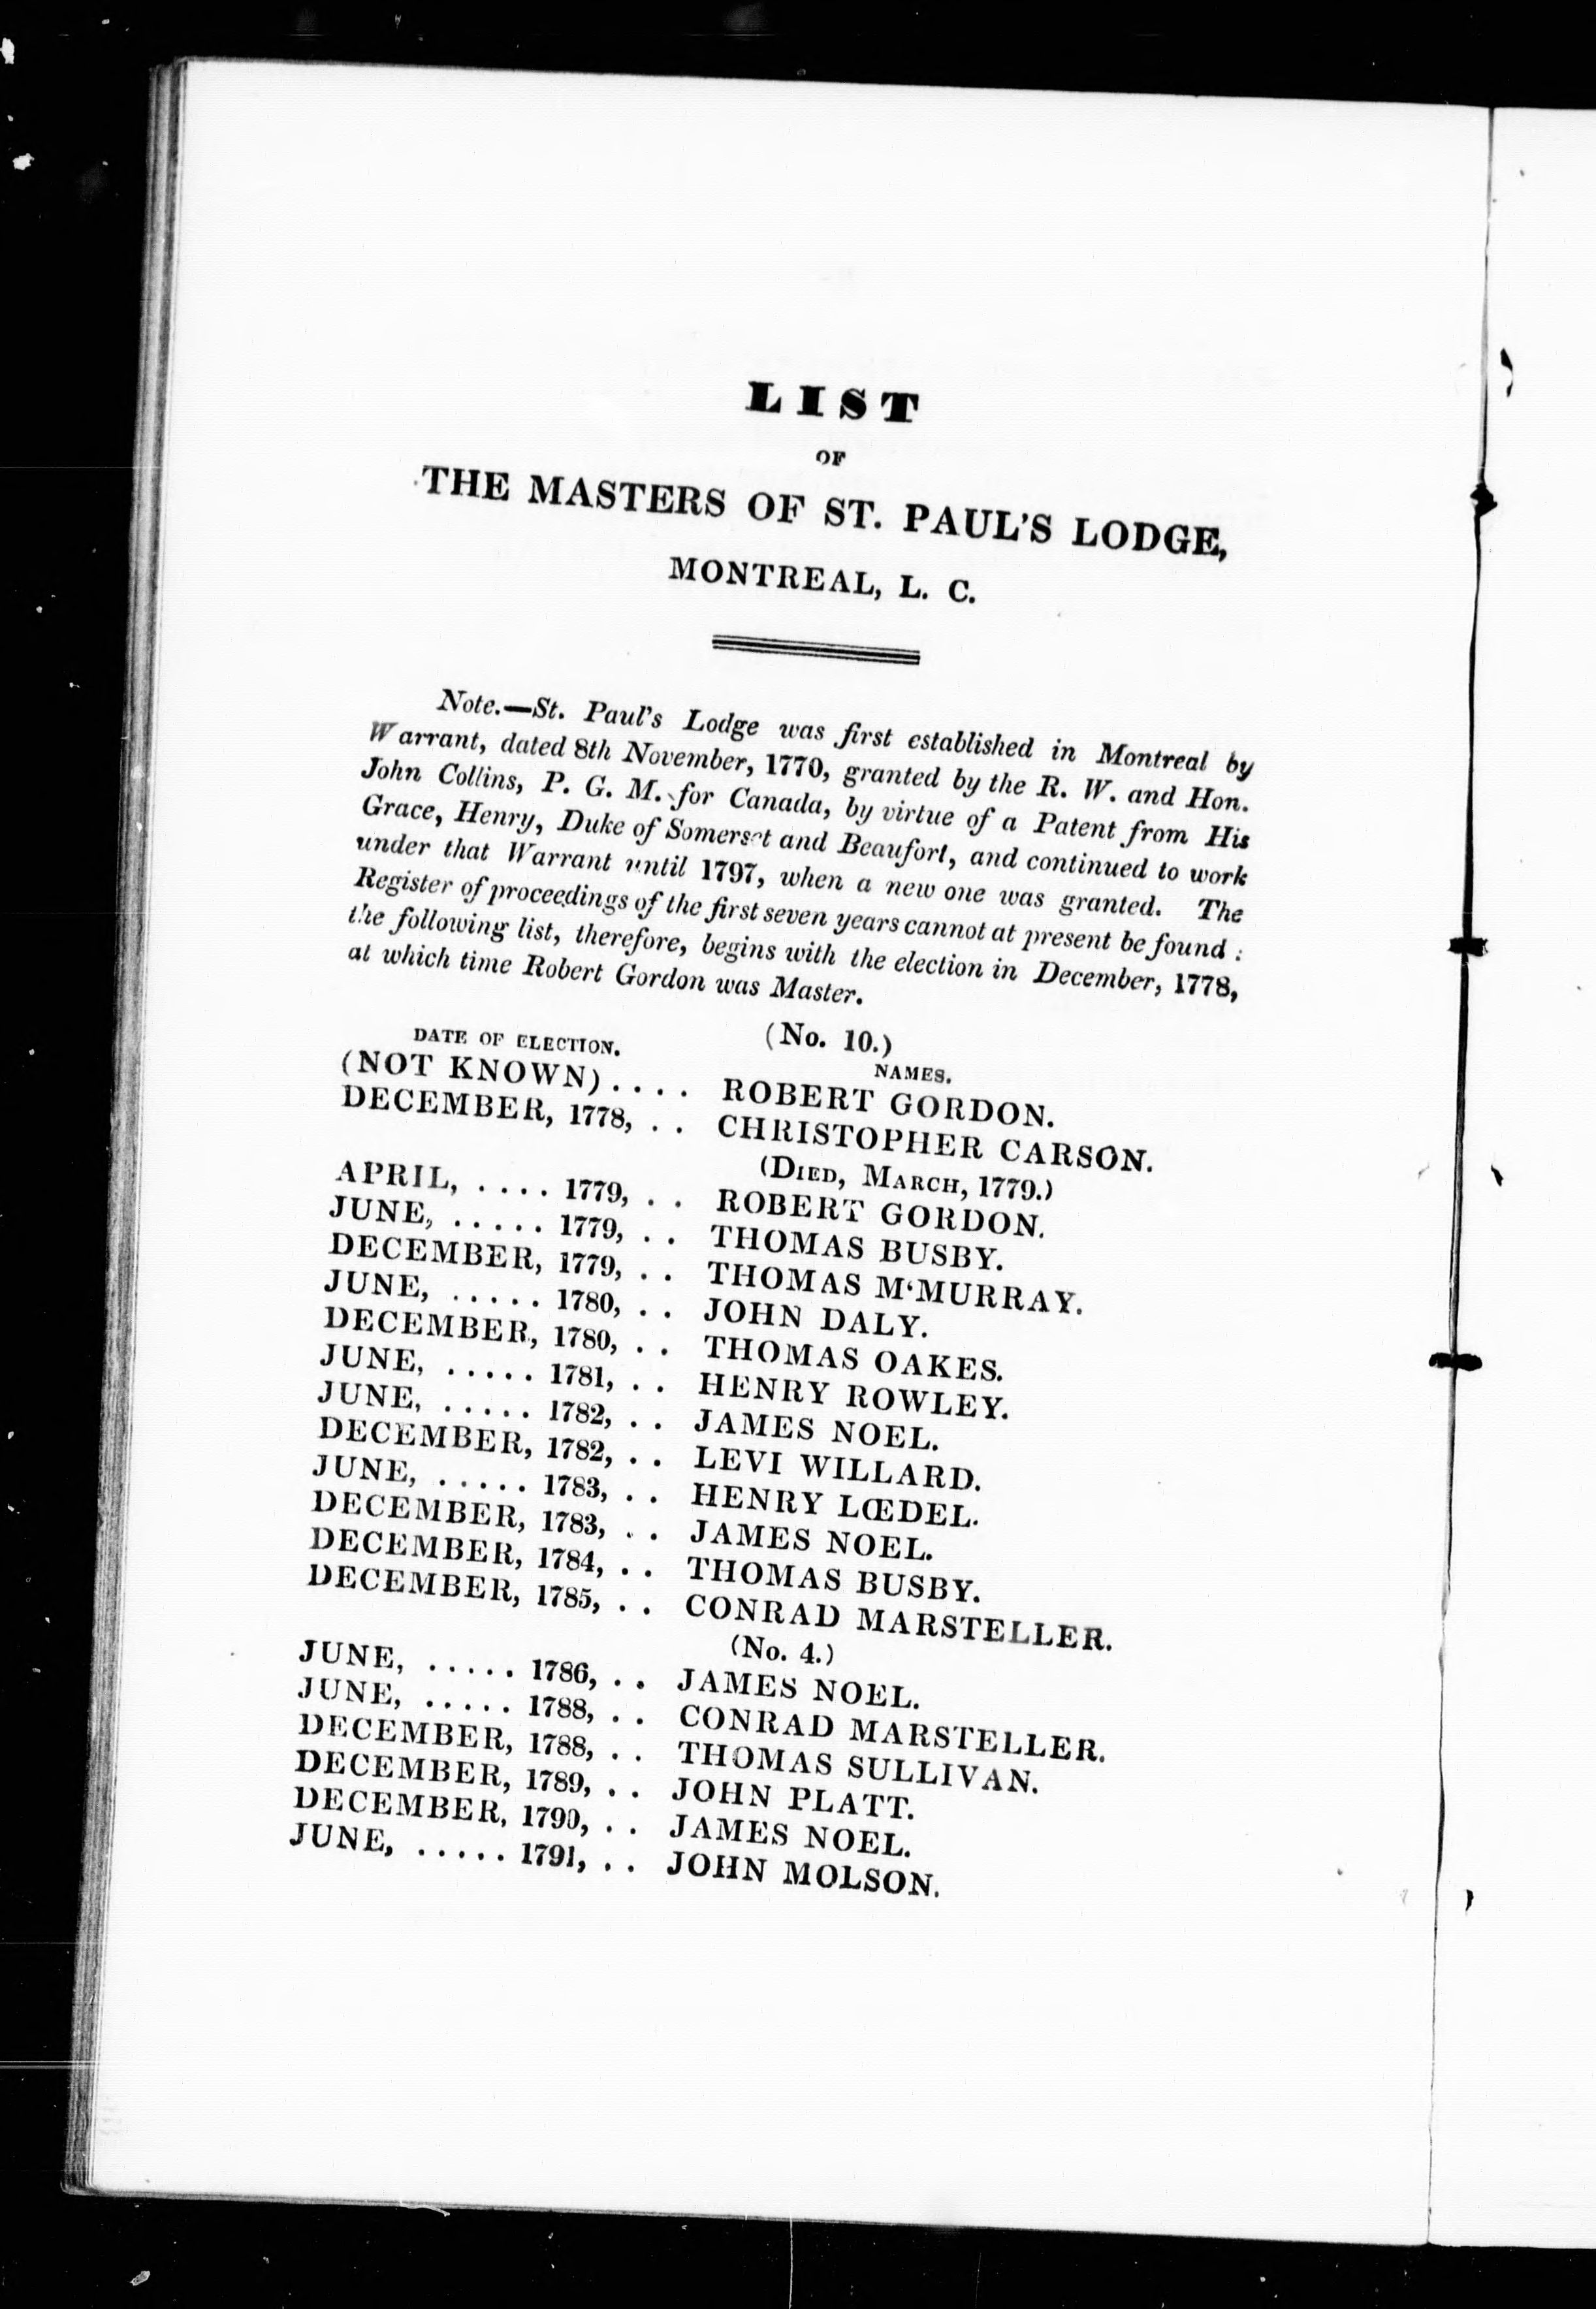 LIST
OF
THE MASTERS OF ST. PAUL'S LODGE,
MONTREAL, L. C.
Note.—St. Paul's Lodge was first established in Montreal by
Warrant, dated 8th November, 1770, granted by the R. W. and Hon.
John Collins, P. G. M. for Canada, by virtue of a Patent from His
Grace, Henry, Duke of Somerset and Beaufort, and continued to work
under that Warrant until 1797, when a new one was granted. The
Register of proceedings of the first seven years cannot at present be found :
the following list, therefore, begins with the election in December, 1778,
at which time Robert Gordon was Master.
(No. 10.)
DATE OF ELECTION. NAMES.
(NOT KNOWN) . . . . ROBERT GORDON.
DECEMBER, 1778, . . CHRISTOPHER CARSON.
(DIED, MARCH, 1779.)
APRIL, . . . . 1779, . . ROBERT GORDON.
JUNE, . . . . . 1779, . . THOMAS BUSBY.
DECEMBER, 1779, . . THOMAS M‘MURRAY.
JUNE, . . . . . 1780, . . JOHN DALY.
DECEMBER, 1780, . . THOMAS OAKES.
JUNE, . . . . . 1781, . . HENRY ROWLEY.
JUNE, . . . . . 1782, . . JAMES NOEL.
DECEMBER, 1782, . . LEVI WILLARD.
JUNE, . . . . . 1783, . . HENRY LŒDEL.
DECEMBER, 1783, . . JAMES NOEL.
DECEMBER, 1784, . . THOMAS BUSBY.
DECEMBER, 1785, . . CONRAD MARSTELLER.
(No. 4.)
JUNE, . . . . . 1786, . . JAMES NOEL.
JUNE, . . . . . 1788, . . CONRAD MARSTELLER.
DECEMBER, 1788, . . THOMAS SULLIVAN.
DECEMBER, 1789, . . JOHN PLATT.
DECEMBER, 1790, . . JAMES NOEL.
JUNE, . . . . . 1791, . . JOHN MOLSON.